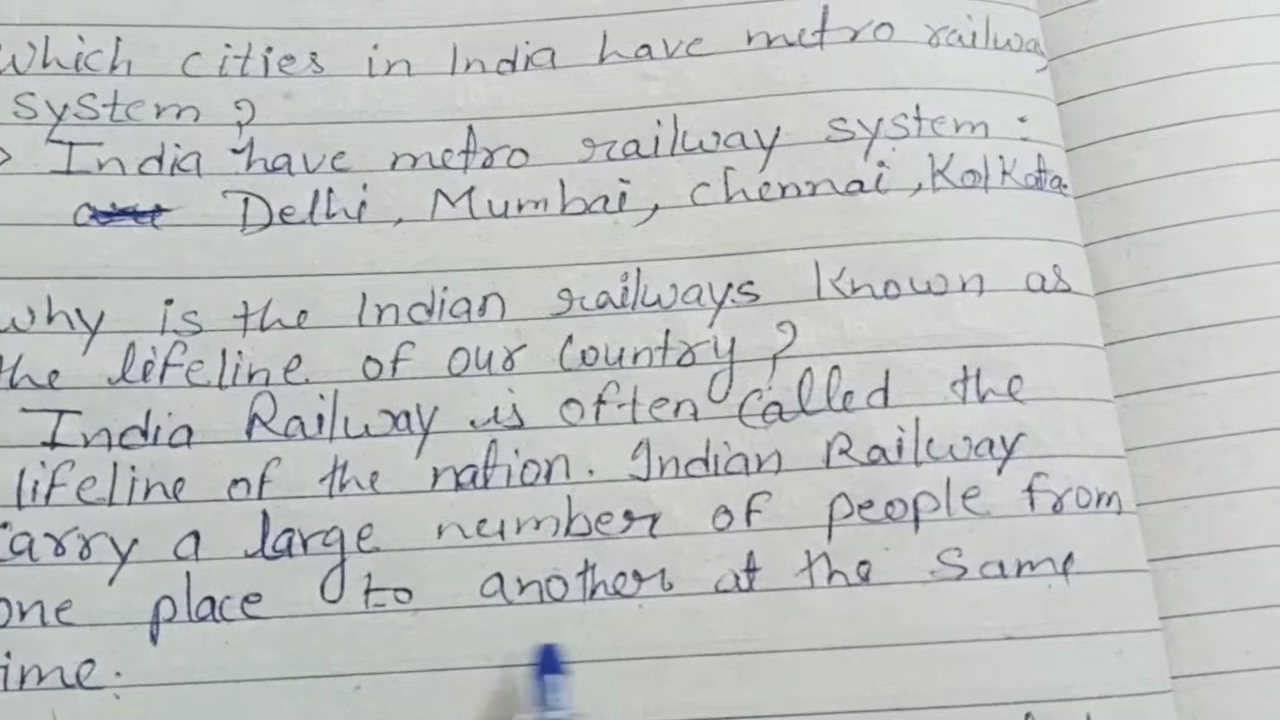 Which cities in India have metro railway
system ?
India have metro railway system :
Delhi, Mumbai, Chennai, Kolkata
why is the Indian railways known as
the lifeline of our country ?
India Railway is often called the
lifeline of the nation. Indian Railway
carry a large number of people from
one place to another at the same
ime.